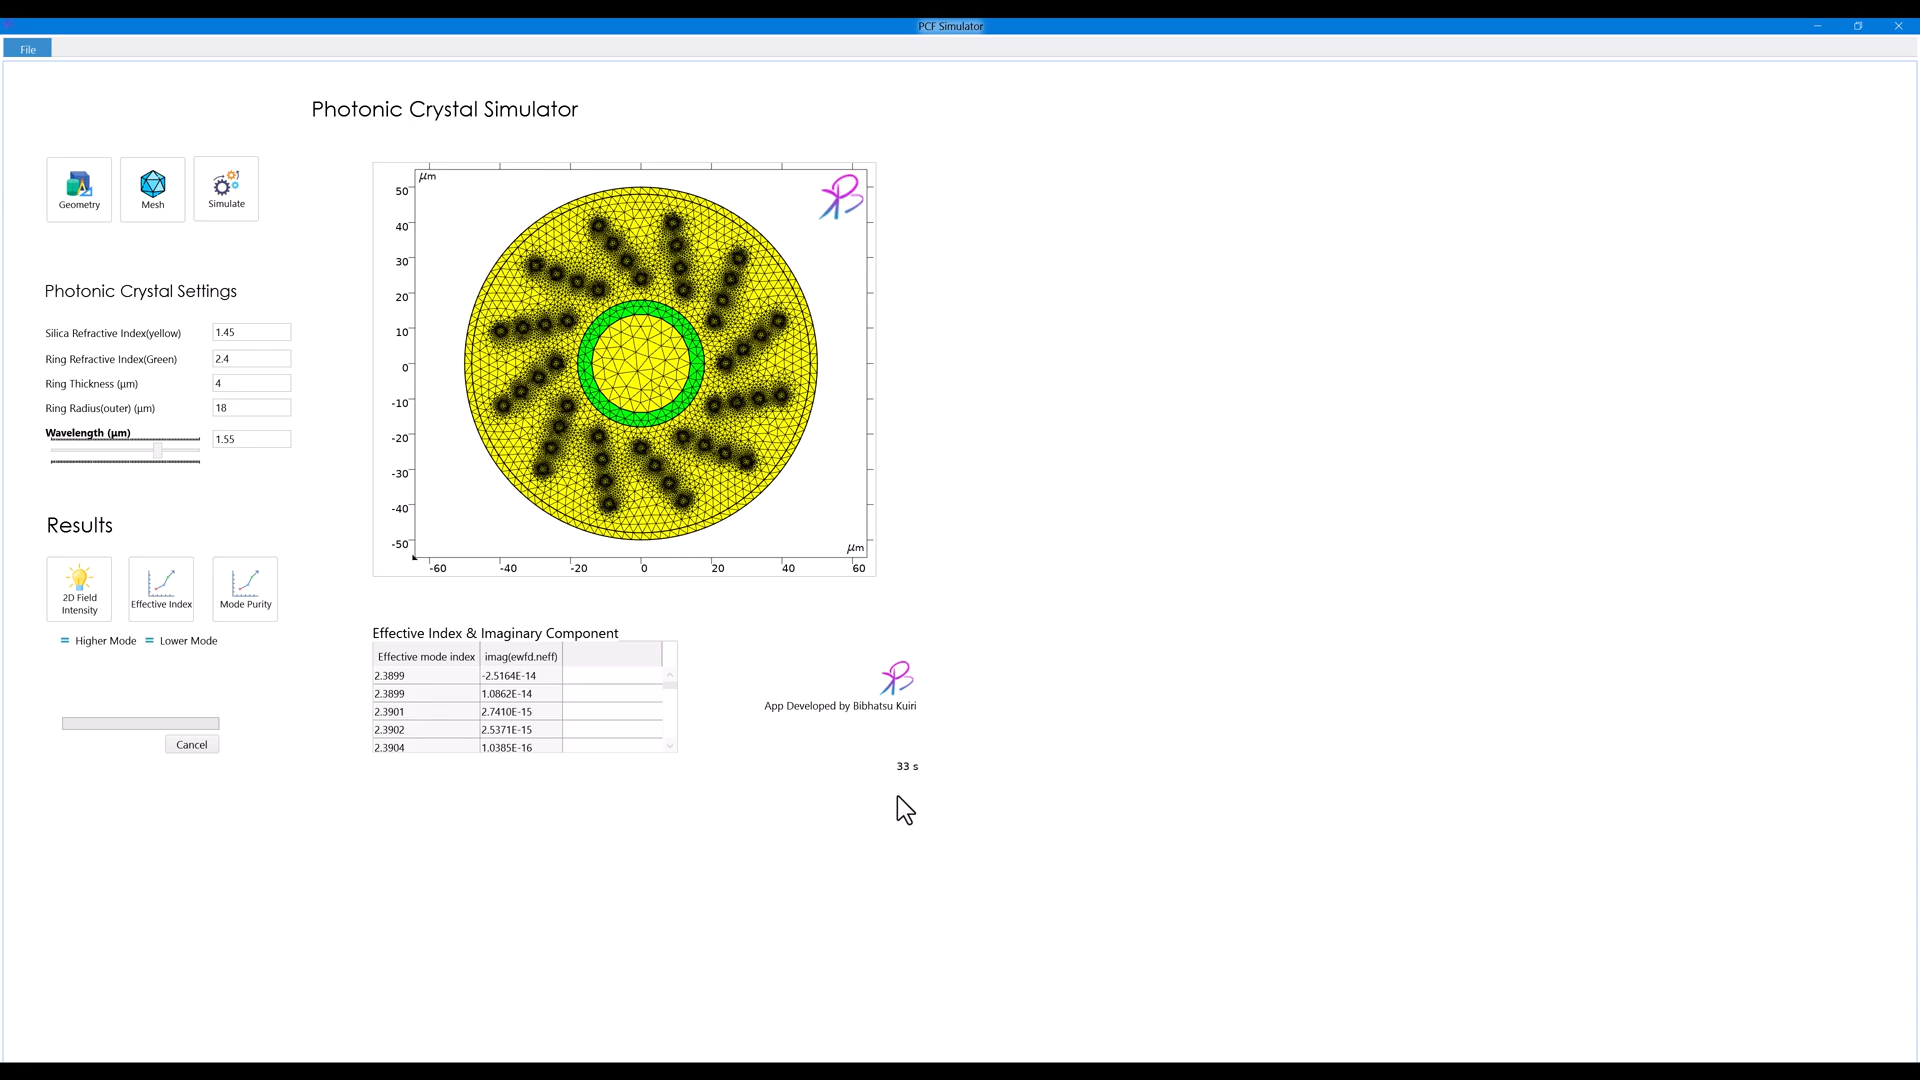 PCF Simulator
File
Photonic Crystal Simulator
Geometry
Mesh
Simulate
Photonic Crystal Settings
Silica Refractive Index(yellow) 1.45
Ring Refractive Index(Green) 2.4
Ring Thickness (μm) 4
Ring Radius(outer) (μm) 18
Wavelength (μm) 1.55
Results
2D Field
Intensity
Effective Index
Mode Purity
= Higher Mode = Lower Mode
Cancel
μm
50
40
30
20
10
0
-10
-20
-30
-40
-50
μm
-60 -40 -20 0 20 40 60
Effective Index & Imaginary Component
Effective mode index imag(ewfd.neff)
2.3899 -2.5164E-14
2.3899 1.0862E-14
2.3901 2.7410E-15
2.3902 2.5371E-15
2.3904 1.0385E-16
App Developed by Bibhatsu Kuiri
33 s